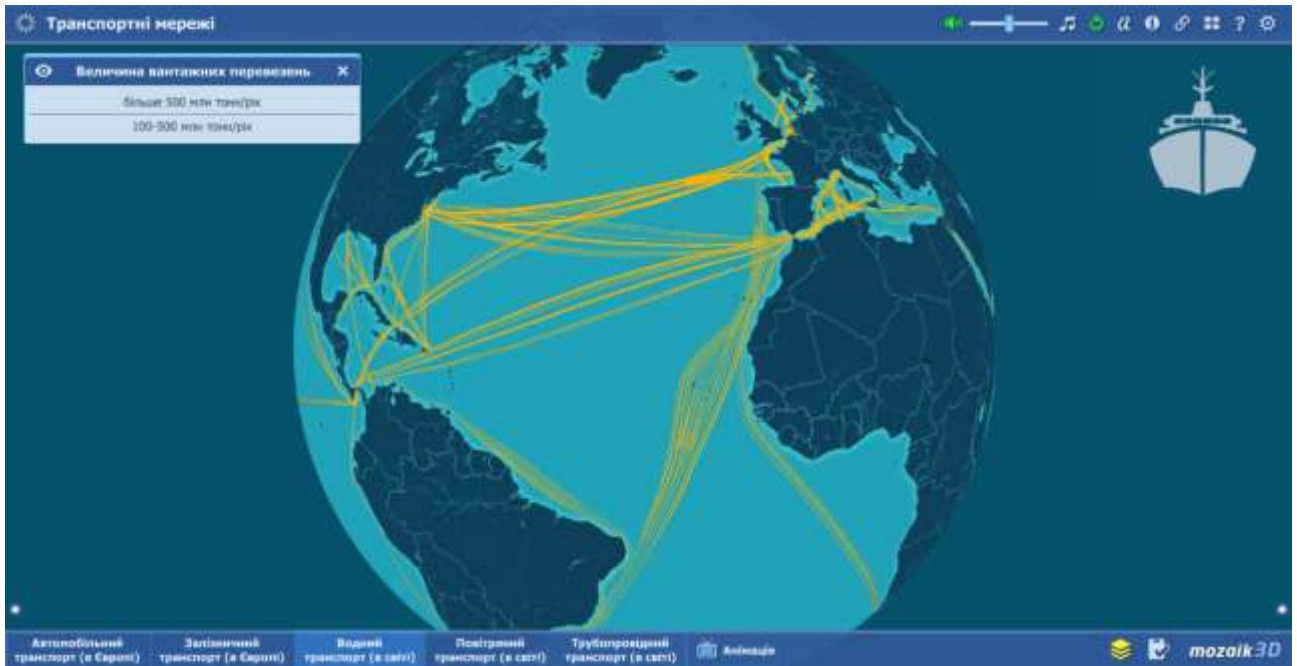 Транспортні мережі
Величина вантажних перевезень
більше 500 млн тонн/рік
100-500 млн тонн/рік
Автомобільний
транспорт (в Європі)
Залізничний
транспорт (в Європі)
Водний
транспорт (в світі)
Повітряний
транспорт (в світі)
Трубопровідний
транспорт (в світі)
Анімація
mozaik3D